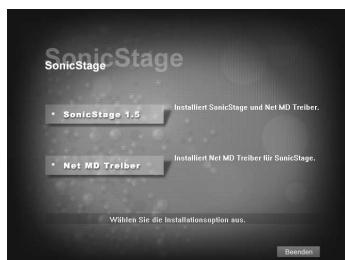 SonicStage
SonicStage
SonicStage 1.5
Installiert SonicStage und Net MD Treiber.
Net MD Treiber
Installiert Net MD Treiber für SonicStage.
Wählen Sie die Installationsoption aus.
Beenden